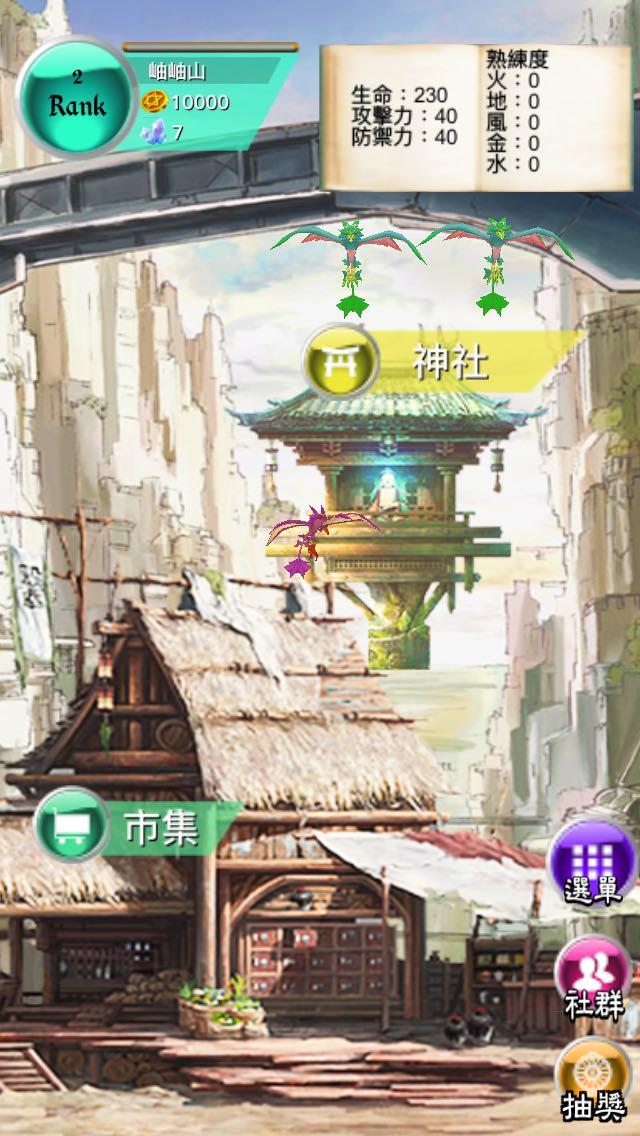 2
Rank
岫岫山
10000
7
生命：230
攻擊力：40
防禦力：40
熟練度
火：0
地：0
風：0
金：0
水：0
神社
市集
選單
社群
抽獎